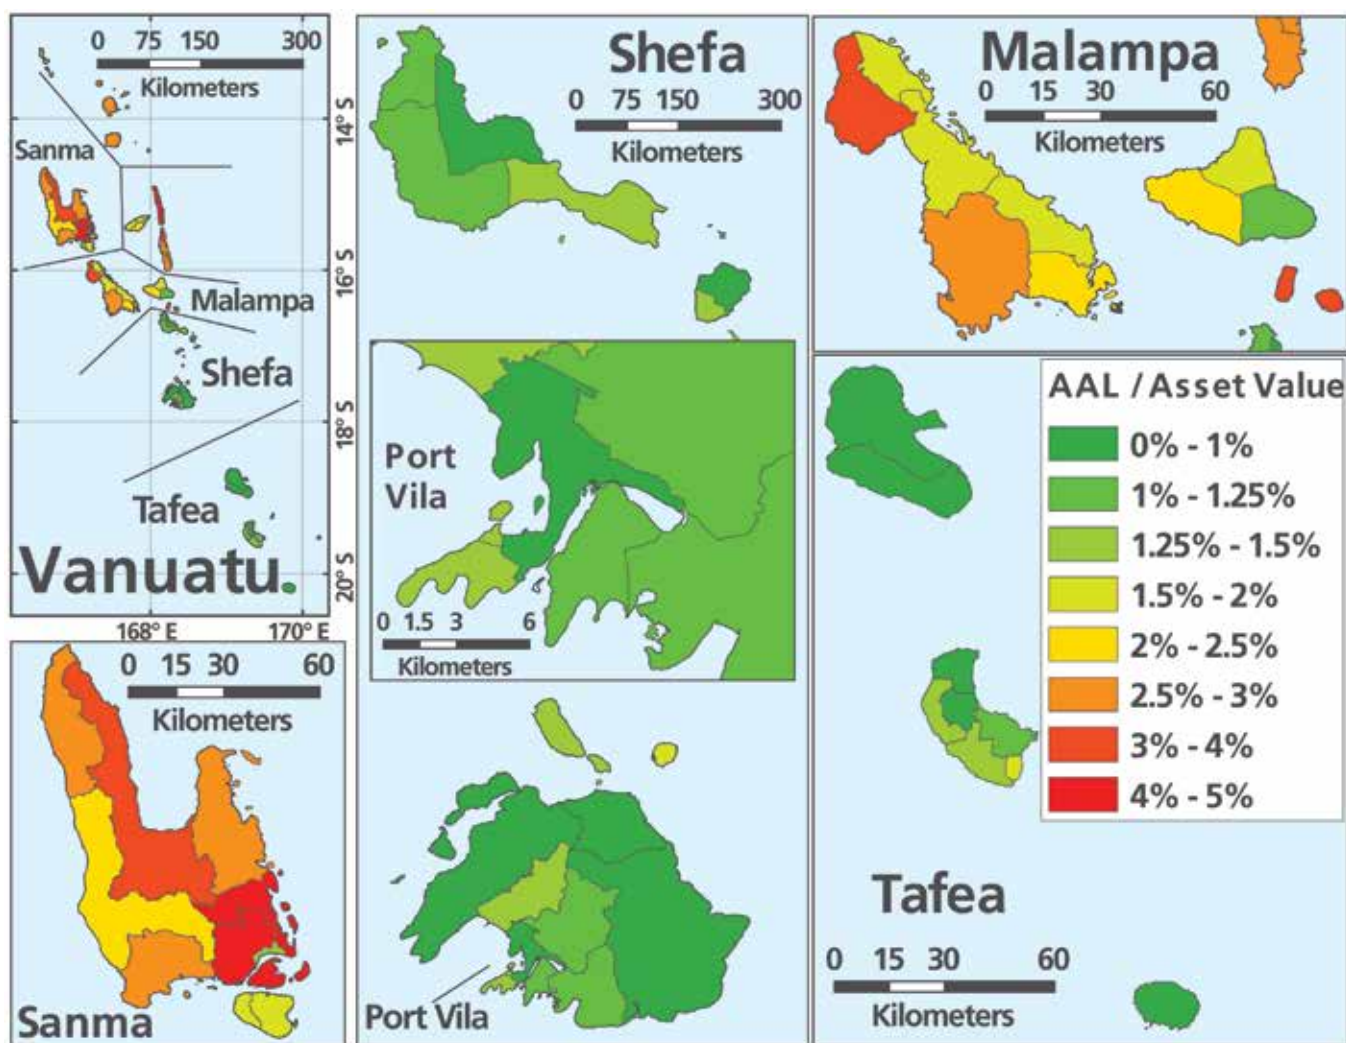 0 75 150 300
Kilometers
14° S
Sanma
16° S
Malampa
Shefa
18° S
Tafea
Vanuatu
20° S
168° E 170° E
Shefa
0 75 150 300
Kilometers
Port
Vila
0 1.5 3 6
Kilometers
Port Vila
Malampa
0 15 30 60
Kilometers
AAL / Asset Value
0% - 1%
1% - 1.25%
1.25% - 1.5%
1.5% - 2%
2% - 2.5%
2.5% - 3%
3% - 4%
4% - 5%
Tafea
0 15 30 60
Kilometers
0 15 30 60
Kilometers
Sanma